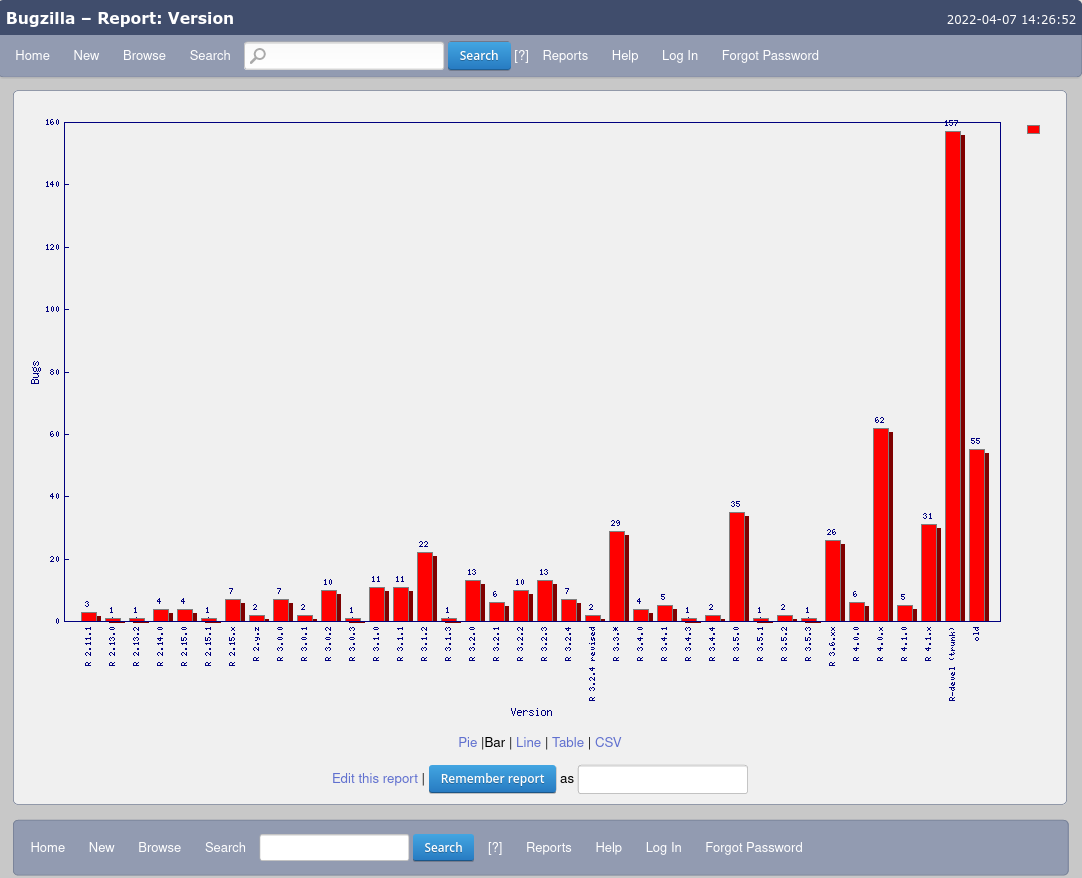 Bugzilla – Report: Version
2022-04-07 14:26:52
Home New Browse Search Search [?] Reports Help Log In Forgot Password
160
140
120
100
80
60
40
20
0
Bugs
3 1 1 4 4 1 7 2 7 2 10 1 11 11 22 1 13 6 10 13 7 2 29 4 5 1 2 35 1 2 1 26 6 62 5 31 157 55
R 2.11.1
R 2.13.0
R 2.13.2
R 2.14.0
R 2.15.0
R 2.15.1
R 2.15.x
R 2.y.z
R 3.0.0
R 3.0.1
R 3.0.2
R 3.0.3
R 3.1.0
R 3.1.1
R 3.1.2
R 3.1.3
R 3.2.0
R 3.2.1
R 3.2.2
R 3.2.3
R 3.2.4
R 3.2.4 revised
R 3.3.*
R 3.4.0
R 3.4.1
R 3.4.3
R 3.4.4
R 3.5.0
R 3.5.1
R 3.5.2
R 3.5.3
R 3.6.xx
R 4.0.0
R 4.0.x
R 4.1.0
R 4.1.x
R-devel (trunk)
old
Version
Pie |Bar | Line | Table | CSV
Edit this report | Remember report as
Home New Browse Search Search [?] Reports Help Log In Forgot Password